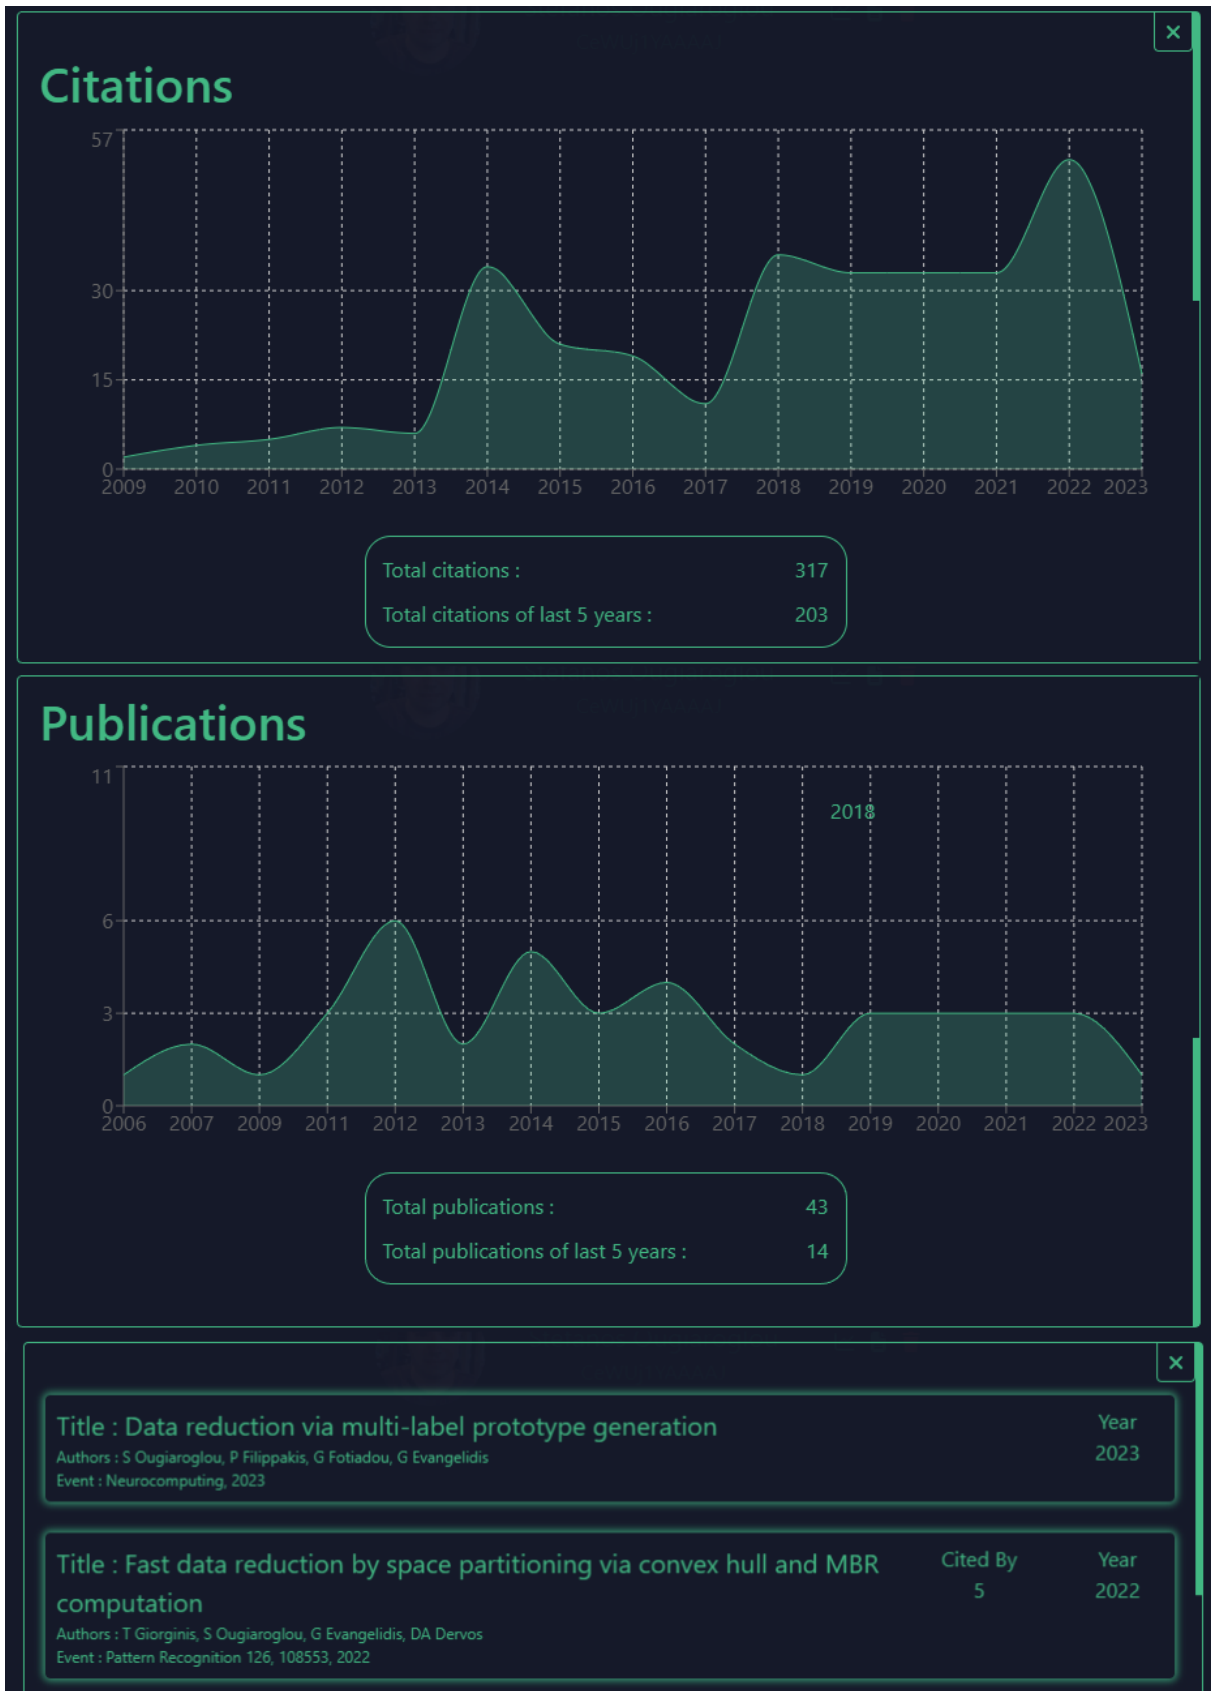 ×
Citations
57
30
15
0
2009 2010 2011 2012 2013 2014 2015 2016 2017 2018 2019 2020 2021 2022 2023
Total citations : 317
Total citations of last 5 years : 203
Publications
11
2018
6
3
0
2006 2007 2009 2011 2012 2013 2014 2015 2016 2017 2018 2019 2020 2021 2022 2023
Total publications : 43
Total publications of last 5 years : 14
×
Title : Data reduction via multi-label prototype generation
Authors : S Ougiaroglou, P Filippakis, G Fotiadou, G Evangelidis
Event : Neurocomputing, 2023
Year
2023
Title : Fast data reduction by space partitioning via convex hull and MBR
computation
Authors : T Giorginis, S Ougiaroglou, G Evangelidis, DA Dervos
Event : Pattern Recognition 126, 108553, 2022
Cited By
5
Year
2022